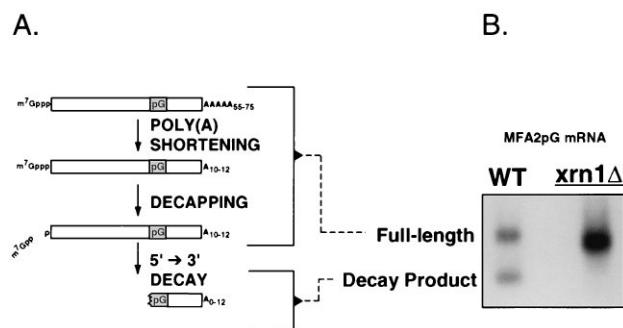 A.
B.
m⁷Gppp pG AAAAA₅₅₋₇₅
POLY(A)
SHORTENING
m⁷Gppp pG A₁₀₋₁₂
DECAPPING
m⁷Gpp p pG A₁₀₋₁₂
5' → 3'
DECAY
pG A₀₋₁₂
Full-length
Decay Product
MFA2pG mRNA
WT xrn1Δ